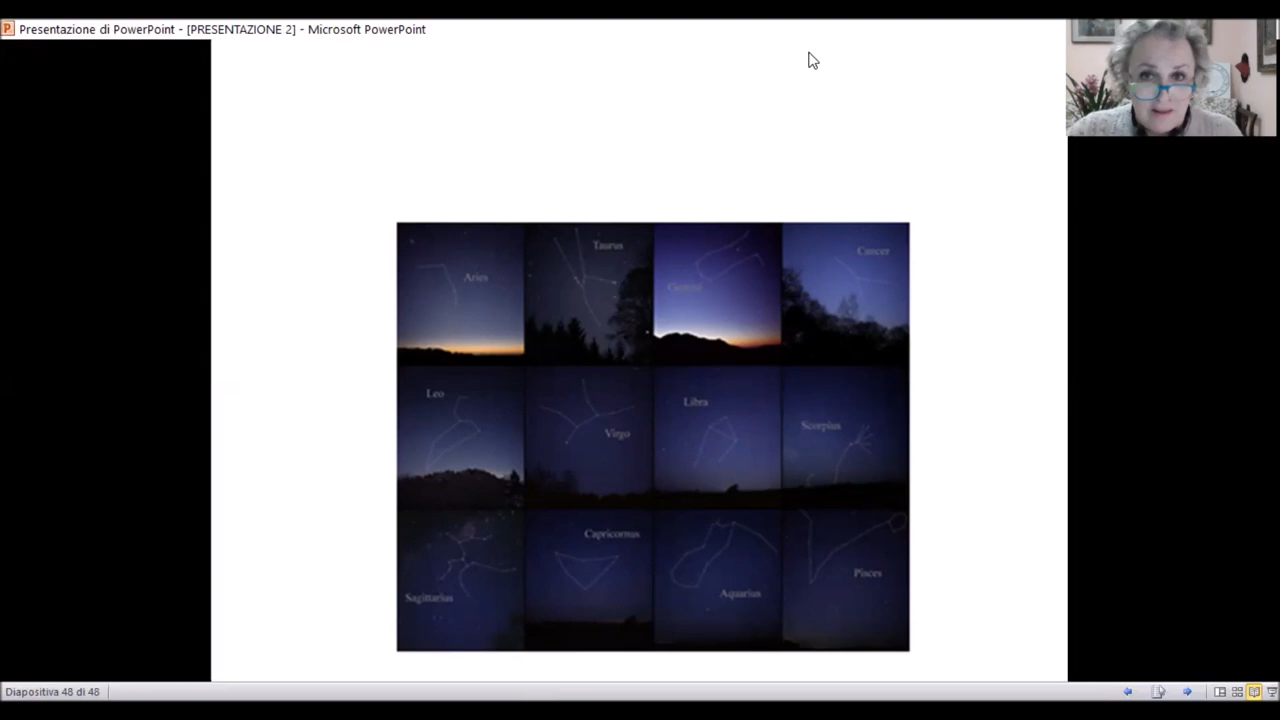 Presentazione di PowerPoint - [PRESENTAZIONE 2] - Microsoft PowerPoint
Taurus
Cancer
Aries
Gemini
Leo
Libra
Scorpius
Virgo
Capricornus
Pisces
Aquarius
Sagittarius
Diapositiva 48 di 48